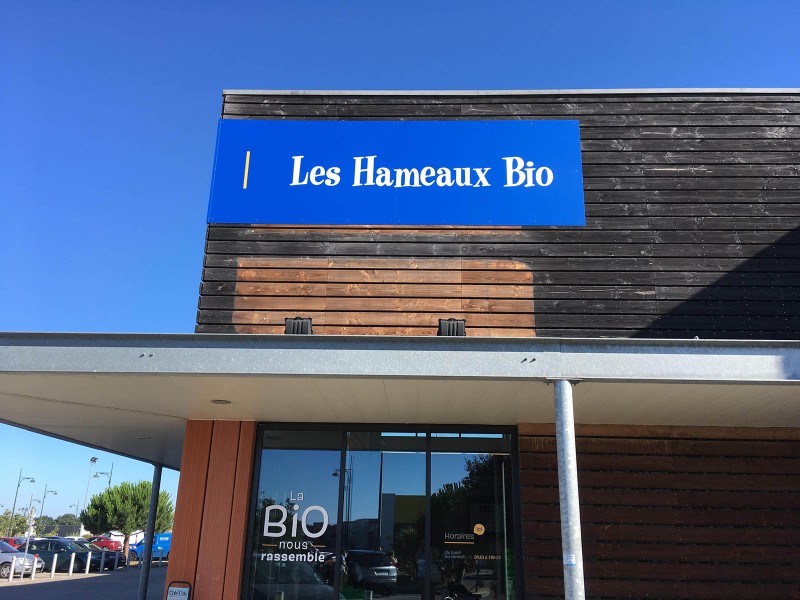 Les Hameaux Bio
La
BiO
nous
rassemble
Horaires